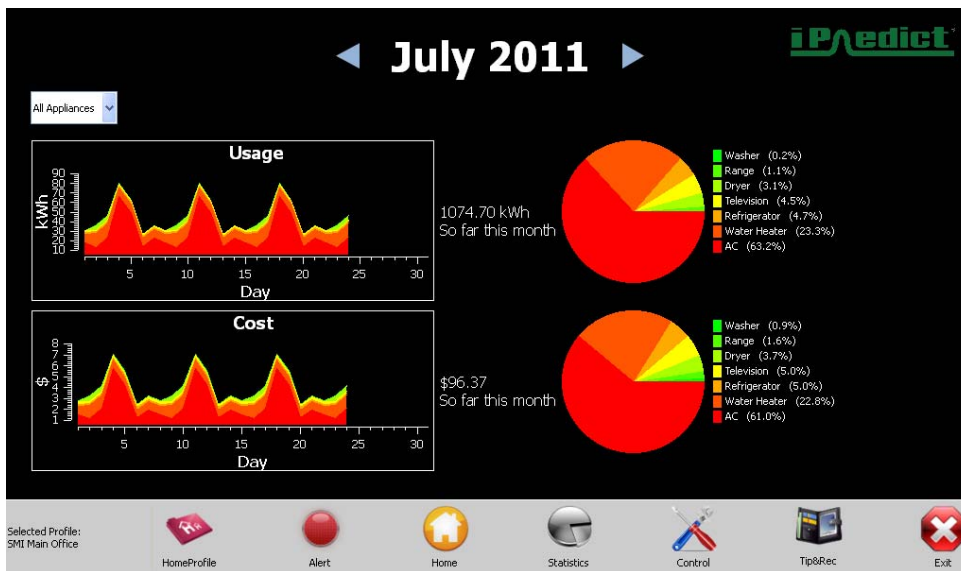 July 2011
iPredict
All Appliances
Usage
90
80
70
60
50
40
30
20
10
kWh
5
10
15
20
25
30
Day
1074.70 kWh
So far this month
Washer (0.2%)
Range (1.1%)
Dryer (3.1%)
Television (4.5%)
Refrigerator (4.7%)
Water Heater (23.3%)
AC (63.2%)
Cost
8
7
6
5
4
3
2
1
$
5
10
15
20
25
30
Day
$96.37
So far this month
Washer (0.9%)
Range (1.6%)
Dryer (3.7%)
Television (5.0%)
Refrigerator (5.0%)
Water Heater (22.8%)
AC (61.0%)
Selected Profile:
SMI Main Office
HomeProfile
Alert
Home
Statistics
Control
Tip&Rec
Exit